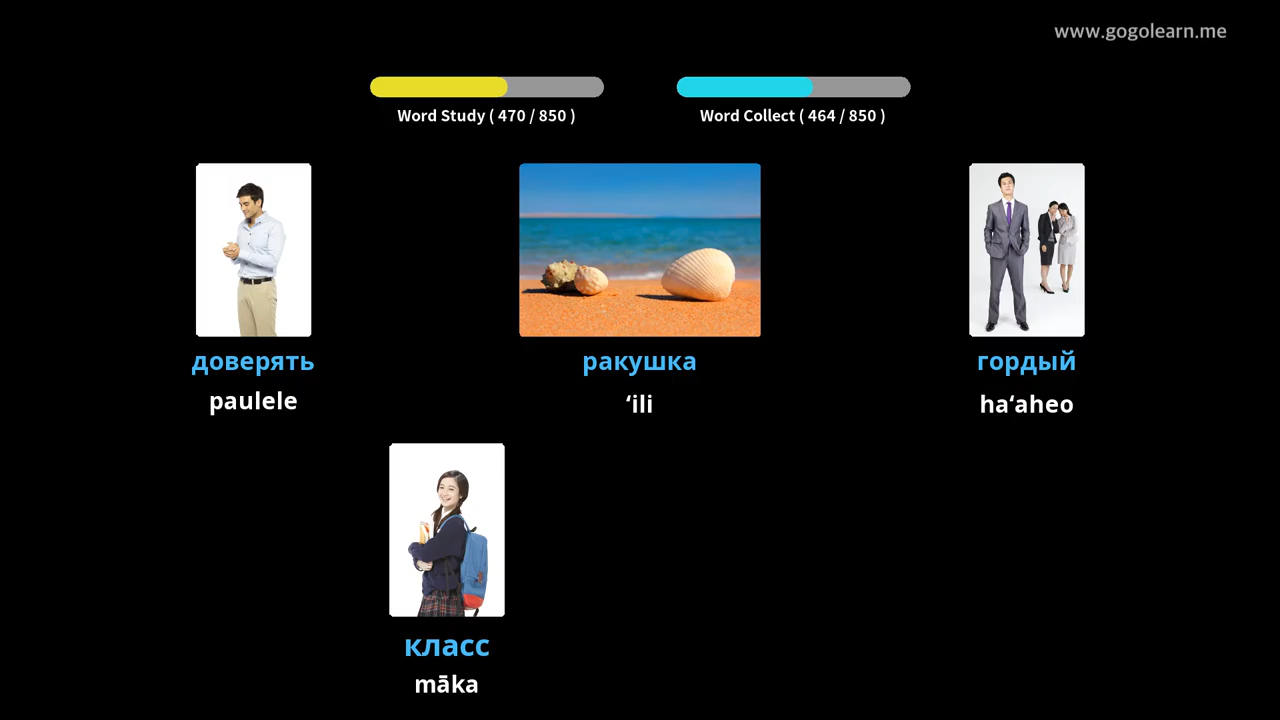 www.gogolearn.me
Word Study ( 470 / 850 )
Word Collect ( 464 / 850 )
доверять
paulele
ракушка
ʻili
гордый
haʻaheo
класс
māka